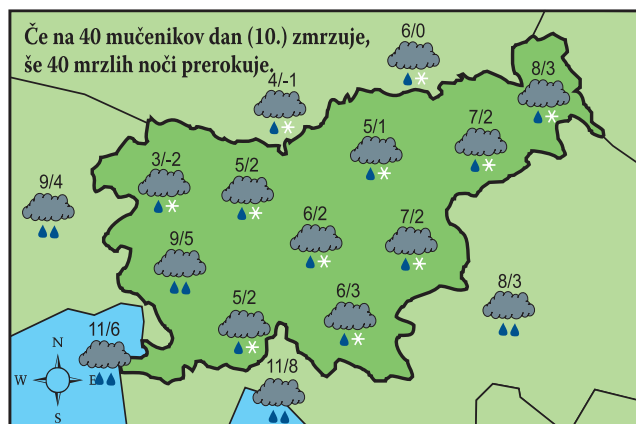 Če na 40 mučenikov dan (10.) zmrzuje,
še 40 mrzlih noči prerokuje.
6/0
4/-1
8/3
5/1
7/2
3/-2
5/2
9/4
6/2
7/2
9/5
8/3
5/2
6/3
11/6
11/8
N
W
E
S